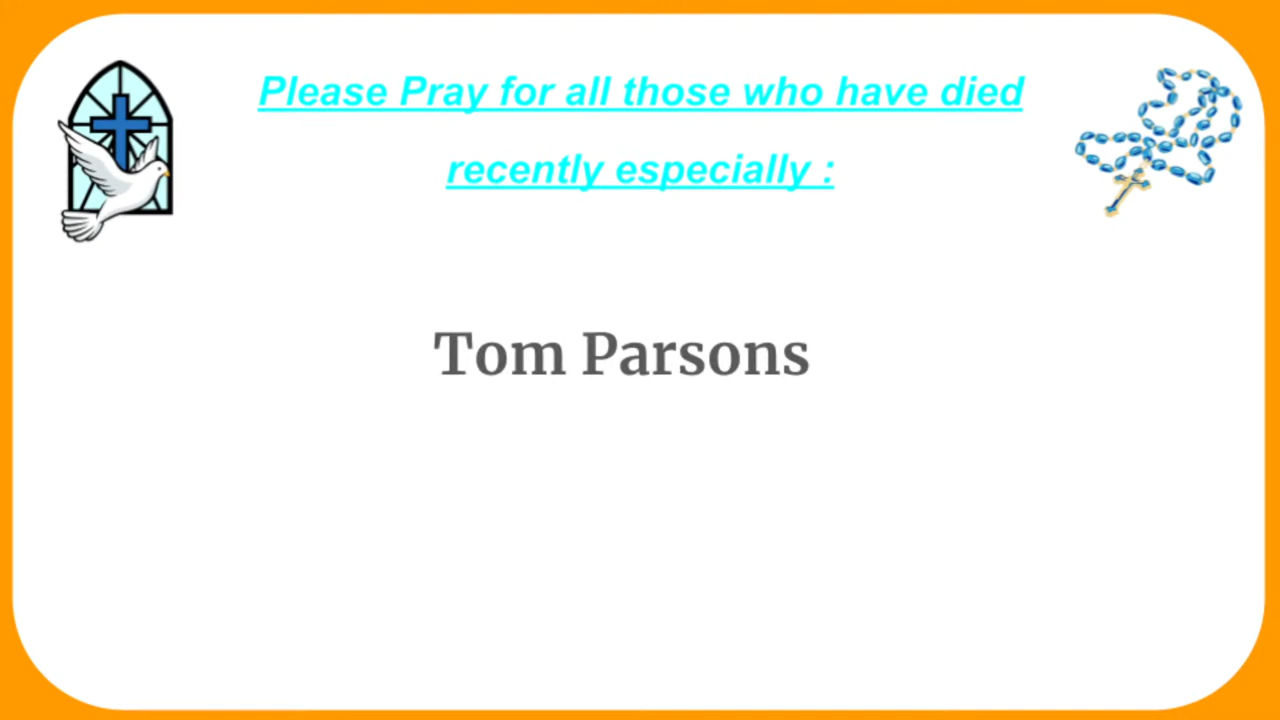 Please Pray for all those who have died
recently especially :
Tom Parsons